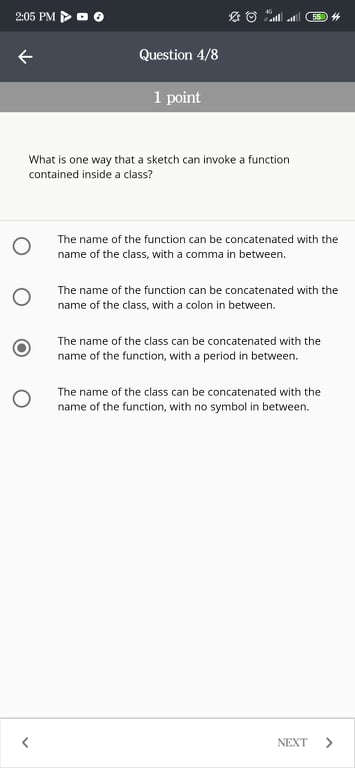 2:05 PM 4G 55
Question 4/8
1 point
What is one way that a sketch can invoke a function
contained inside a class?
The name of the function can be concatenated with the
name of the class, with a comma in between.
The name of the function can be concatenated with the
name of the class, with a colon in between.
The name of the class can be concatenated with the
name of the function, with a period in between.
The name of the class can be concatenated with the
name of the function, with no symbol in between.
NEXT